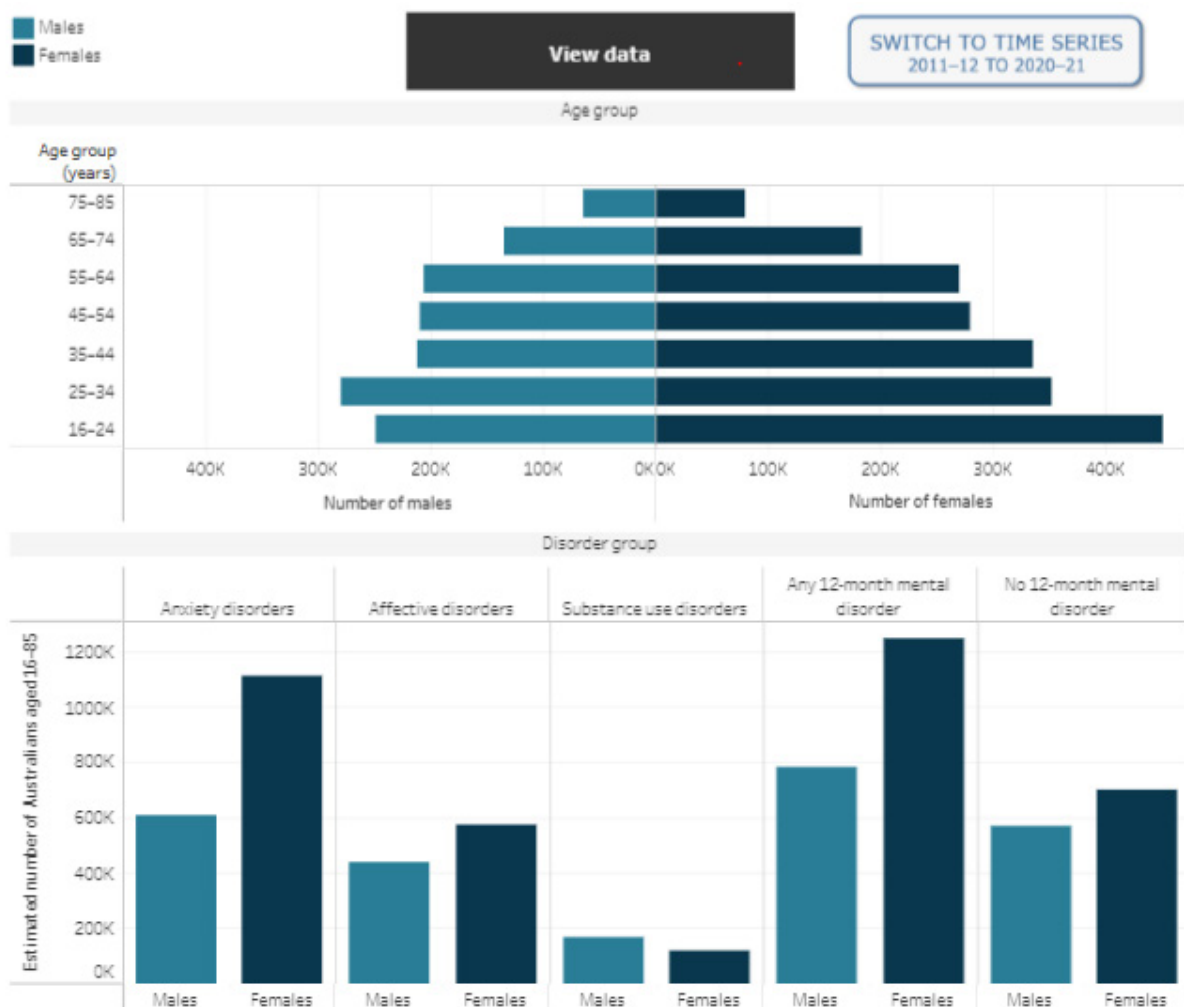 Males
Females
View data
SWITCH TO TIME SERIES
2011–12 TO 2020–21
Age group
Age group
(years)
75–85
65–74
55–64
45–54
35–44
25–34
16–24
400K 300K 200K 100K 0K 0K 100K 200K 300K 400K
Number of males Number of females
Disorder group
Anxiety disorders Affective disorders Substance use disorders Any 12-month mental disorder No 12-month mental disorder
Estimated number of Australians aged 16-85
1200K
1000K
800K
600K
400K
200K
0K
Males Females Males Females Males Females Males Females Males Females